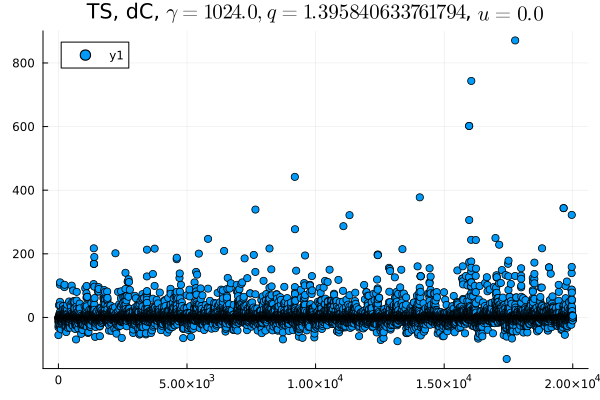 TS, dC, γ = 1024.0, q = 1.395840633761794, u = 0.0
y1
800
600
400
200
0
0 5.00×10³ 1.00×10⁴ 1.50×10⁴ 2.00×10⁴